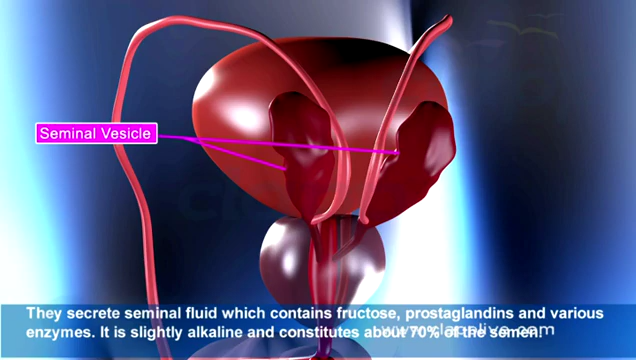 Seminal Vesicle
They secrete seminal fluid which contains fructose, prostaglandins and various
enzymes. It is slightly alkaline and constitutes about 70% of the semen.